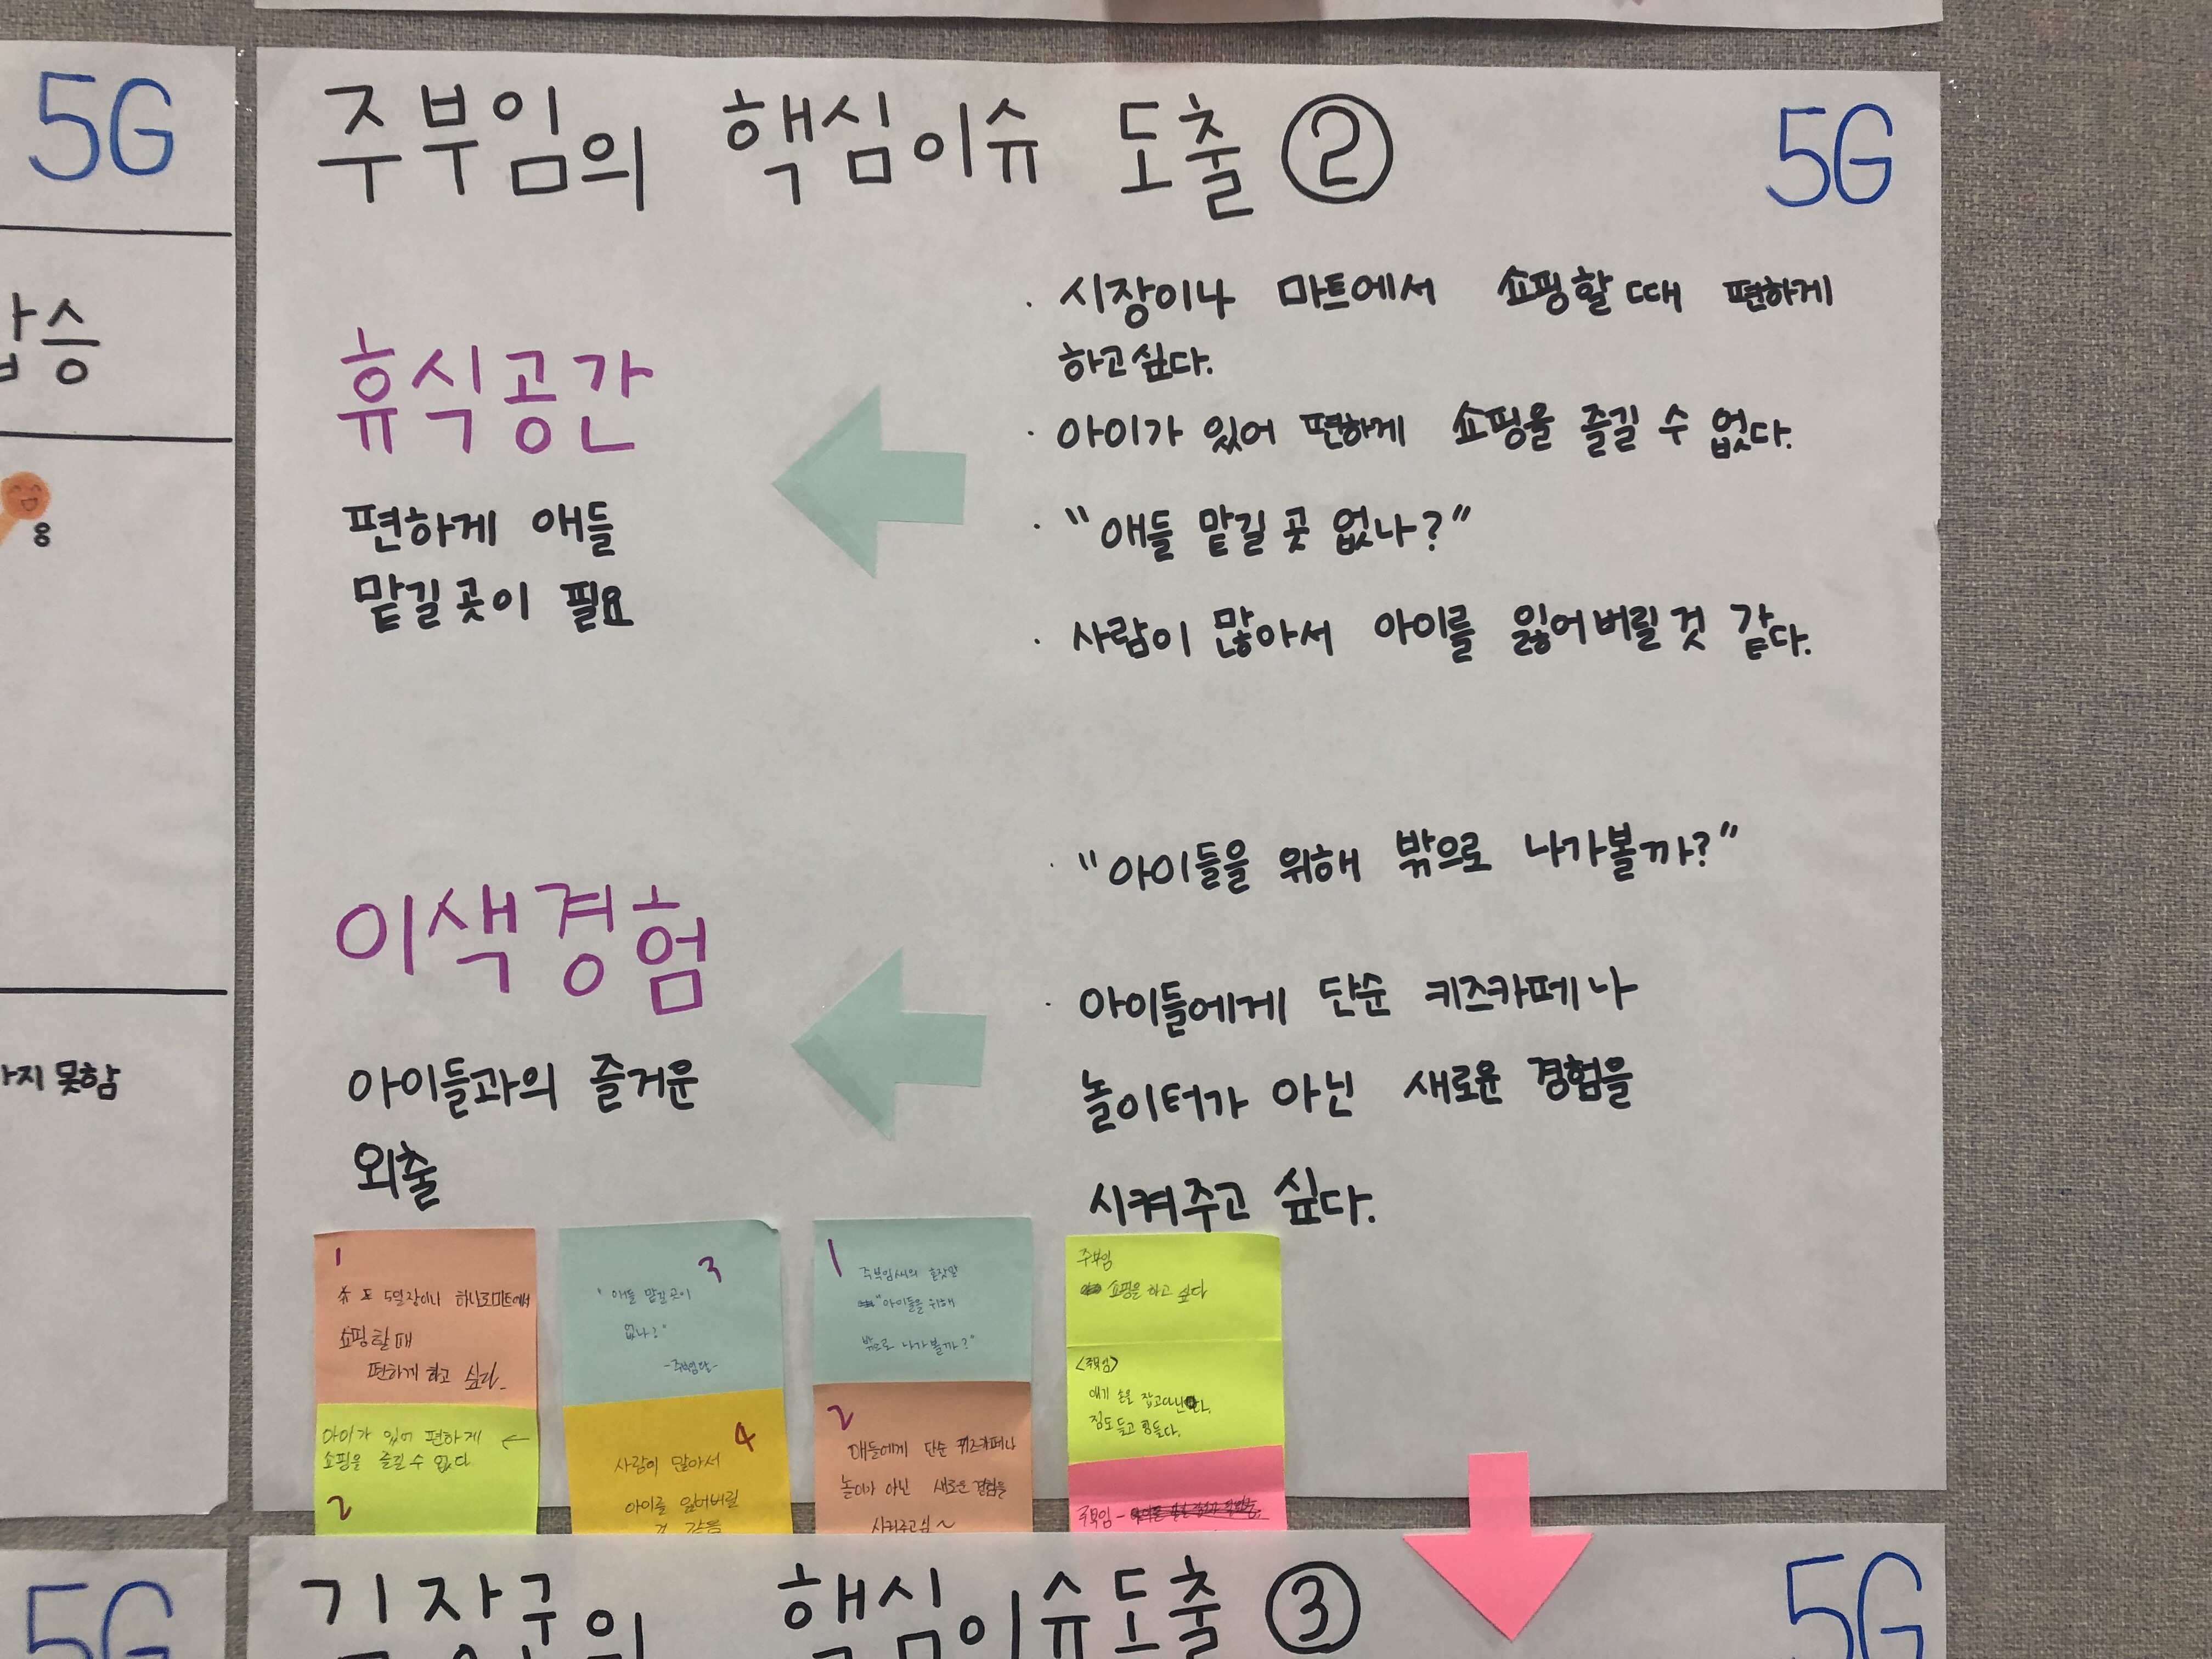 5G
압승
8
가지 못함
5G
주부임의 핵심이슈 도출 ②
5G
휴식공간
편하게 애들
맡길 곳이 필요
· 시장이나 마트에서 쇼핑할 때 편하게
하고싶다.
· 아이가 있어 편하게 쇼핑을 즐길 수 없다.
· "애들 맡길 곳 없나?"
· 사람이 많아서 아이를 잃어버릴 것 같다.
이색경험
아이들과의 즐거운
외출
· "아이들을 위해 밖으로 나가볼까?"
· 아이들에게 단순 키즈카페나
놀이터가 아닌 새로운 경험을
시켜주고 싶다.
1
5일장이나 하나로마트에서
쇼핑할때
편하게 하고 싶다.
아이가 있어 편하게 ←
쇼핑을 즐길 수 없다.
2
3
"애들 맡길곳이
없나?"
4
사람이 많아서
아이를 잃어버릴
것 같음
1
주부임씨의 혼잣말
"아이들을 위해
밖으로 나가볼까?"
2
애들에게 단순 키즈카페나
놀이가 아닌 새로운 경험을
시켜주고싶~
주부임
쇼핑을 하고 싶다
<주부임>
애기 손을 잡고다닌다.
짐도들고 힘들다.
주부임 -
김장군의 핵심이슈도출 ③
5G